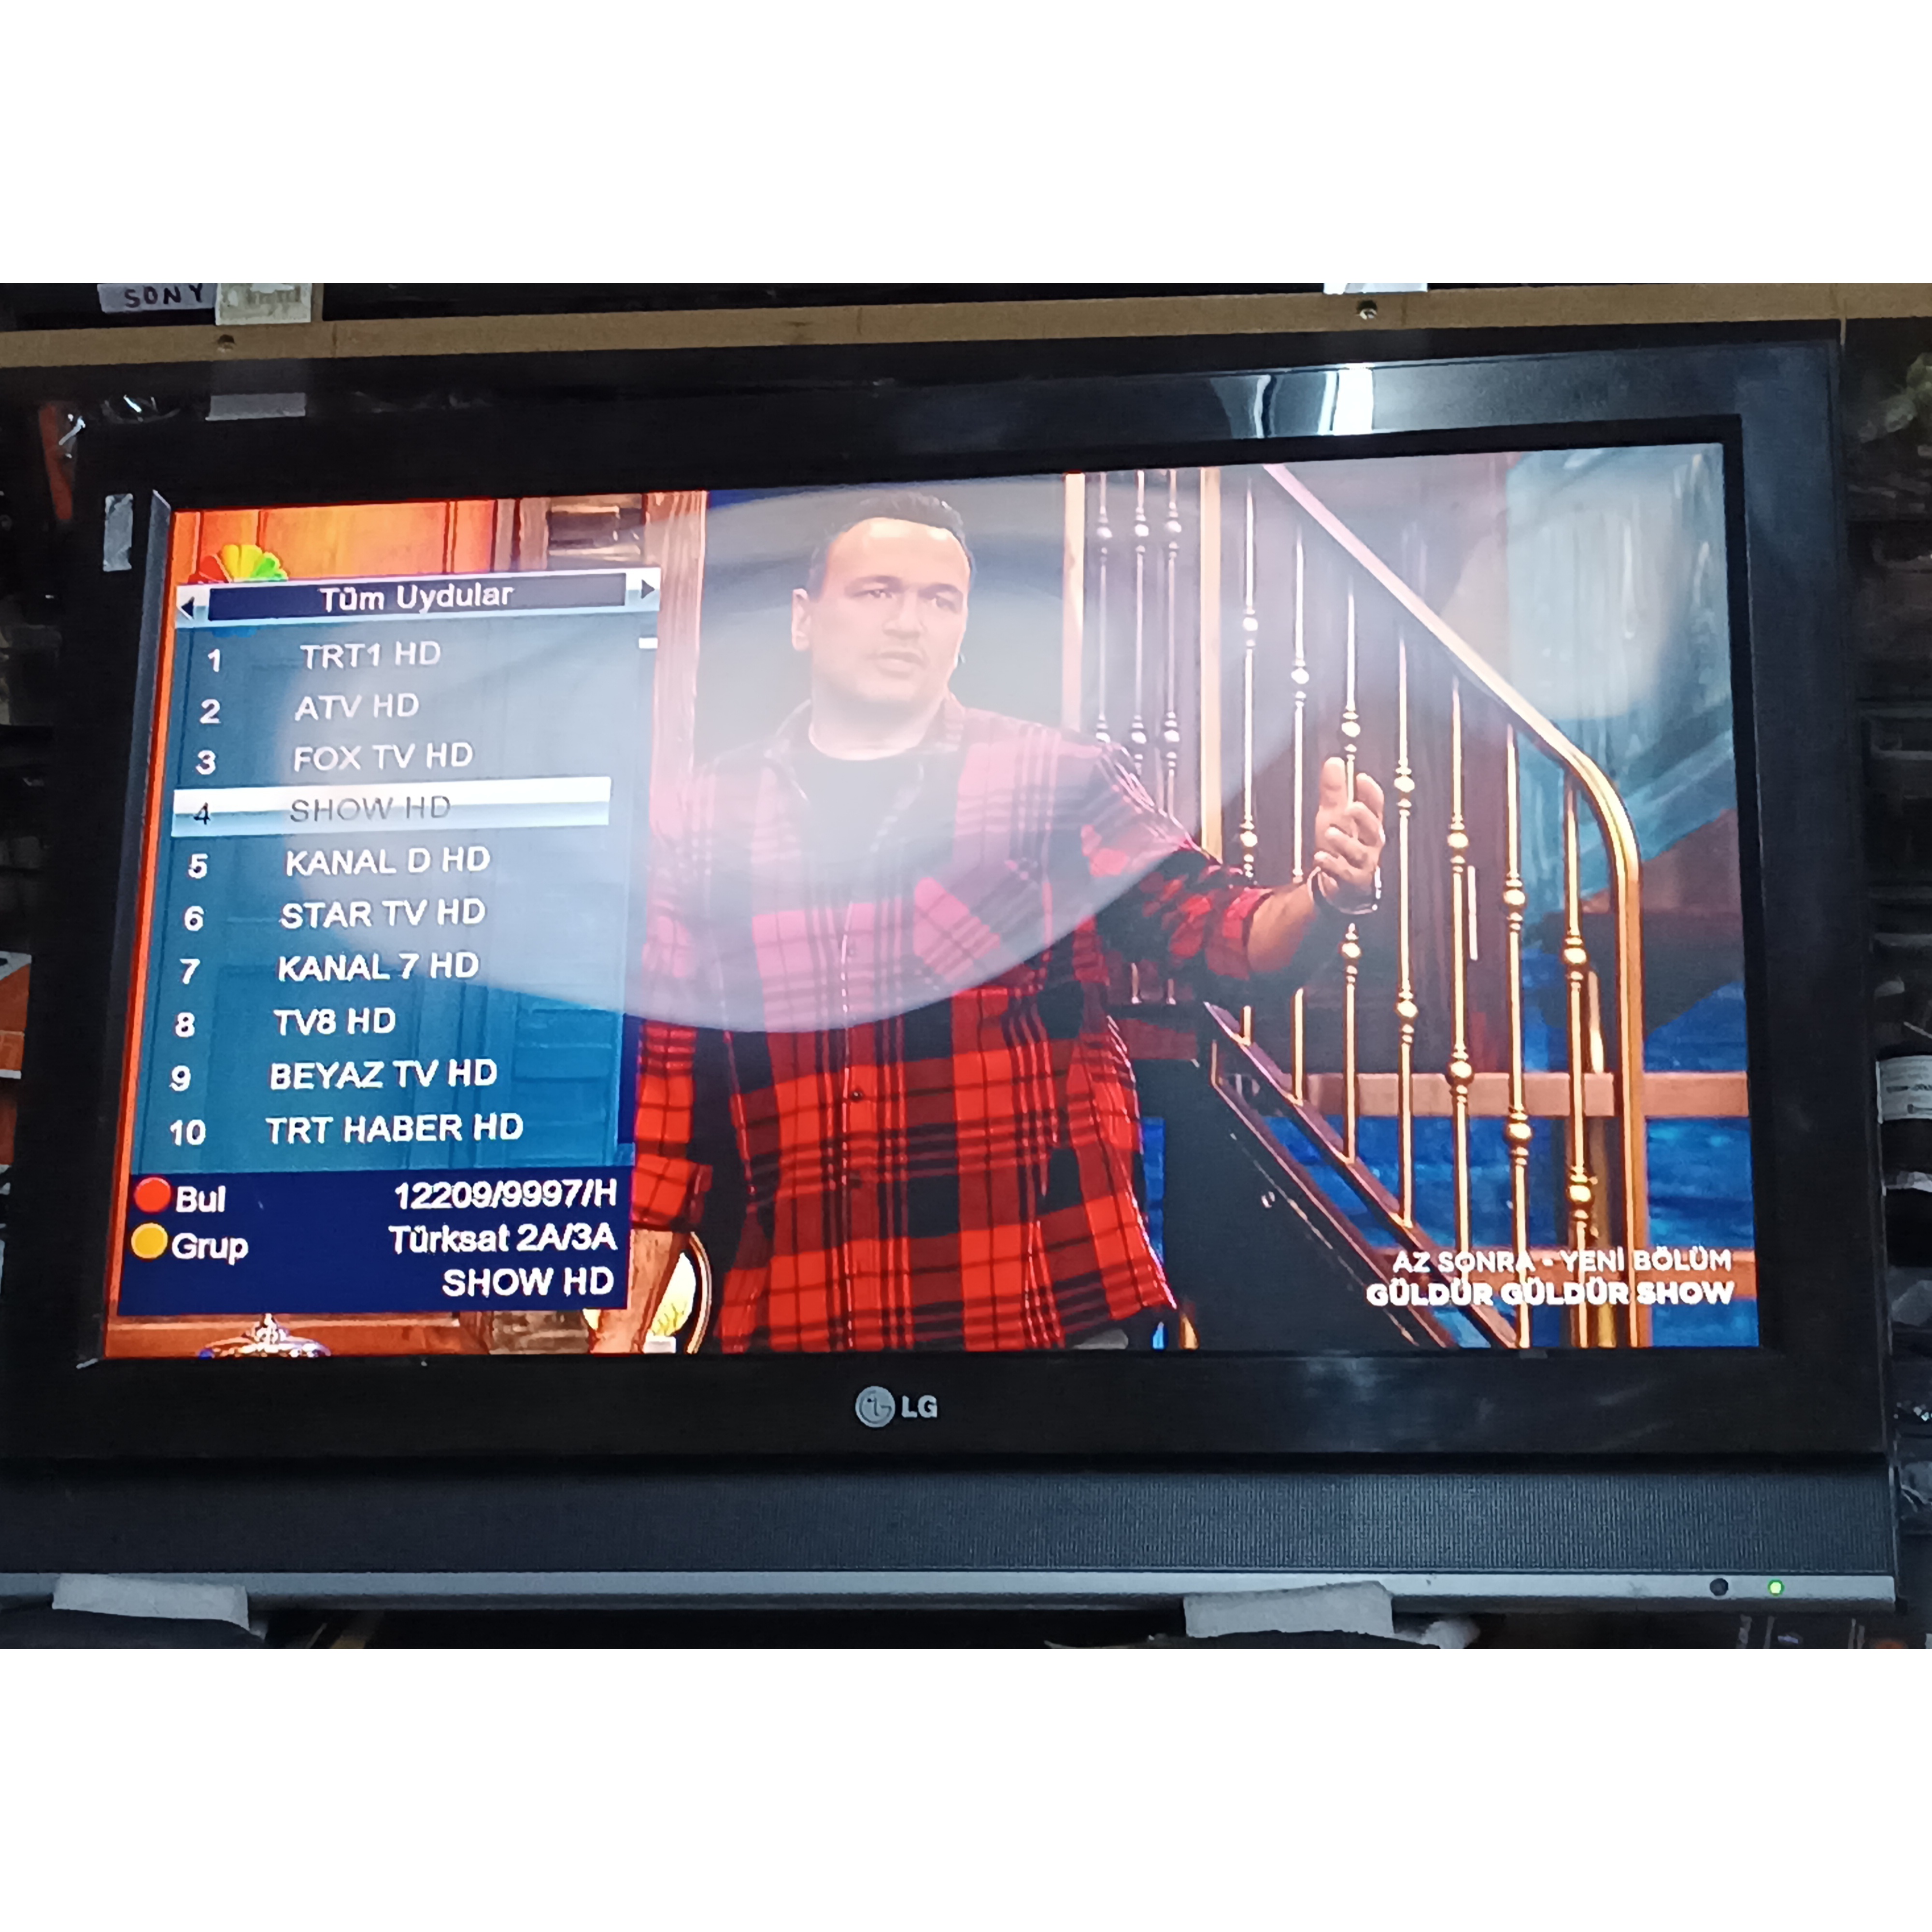 SONY
Tüm Uydular
1 TRT1 HD
2 ATV HD
3 FOX TV HD
4 SHOW HD
5 KANAL D HD
6 STAR TV HD
7 KANAL 7 HD
8 TV8 HD
9 BEYAZ TV HD
10 TRT HABER HD
Bul 12209/9997/H
Grup Türksat 2A/3A
SHOW HD
AZ SONRA - YENİ BÖLÜM
GÜLDÜR GÜLDÜR SHOW
LG